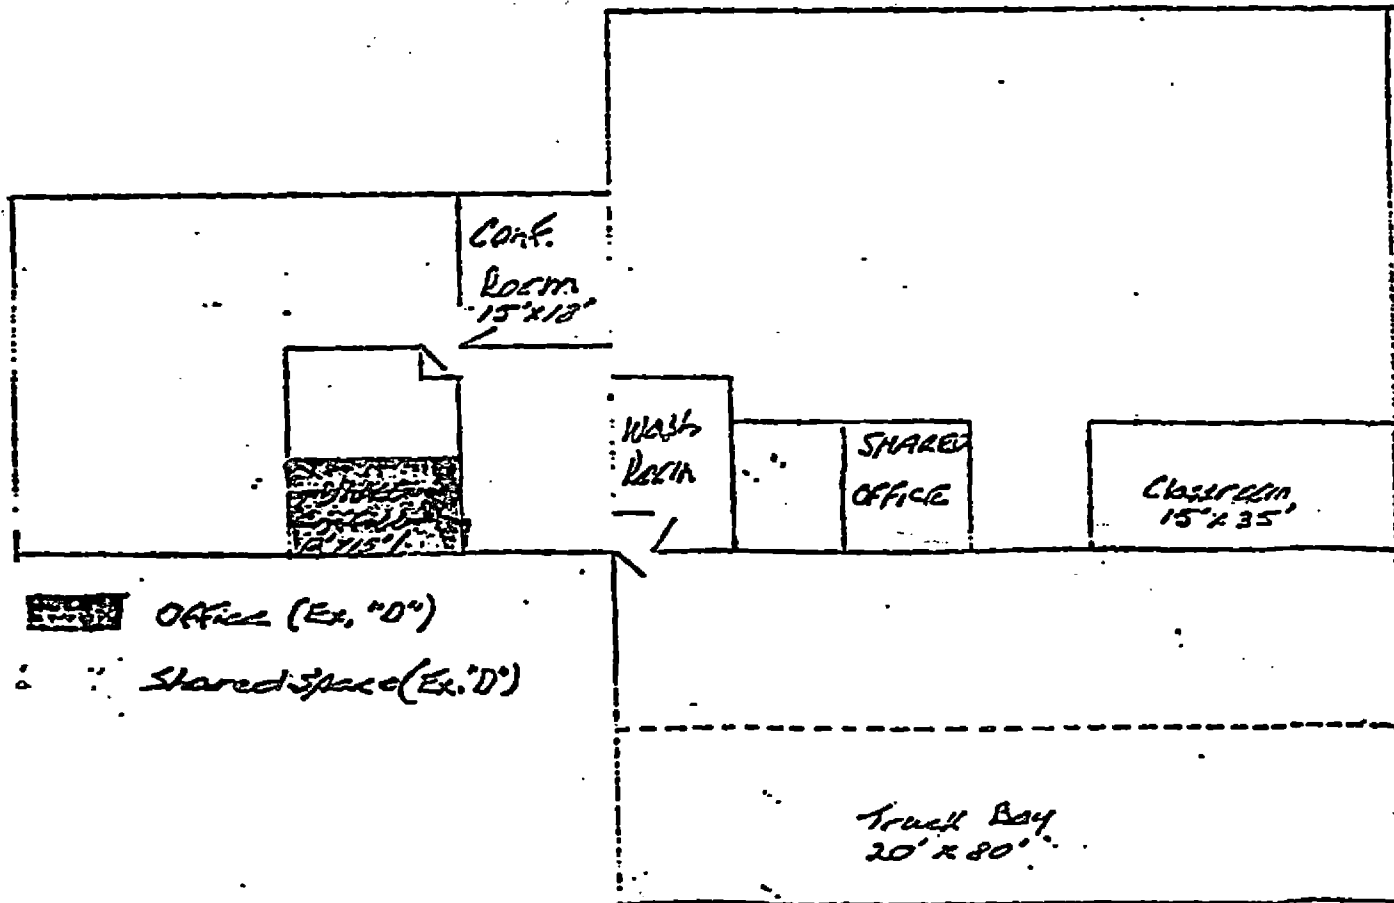 Conf.
Room
15'x18'
Wash
Room
SHARED
OFFICE
Classroom
15'x35'
Office (Ex. "D")
Shared Space (Ex. "D")
Truck Bay
20'x80'